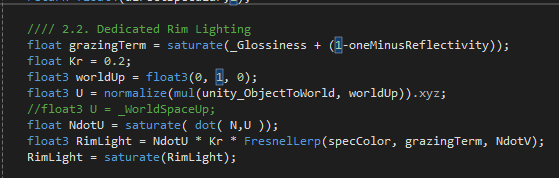 //// 2.2. Dedicated Rim Lighting
float grazingTerm = saturate(_Glossiness + (1-oneMinusReflectivity));
float Kr = 0.2;
float3 worldUp = float3(0, 1, 0);
float3 U = normalize(mul(unity_ObjectToWorld, worldUp)).xyz;
//float3 U = _WorldSpaceUp;
float NdotU = saturate( dot( N,U ));
float3 RimLight = NdotU * Kr * FresnelLerp(specColor, grazingTerm, NdotV);
RimLight = saturate(RimLight);